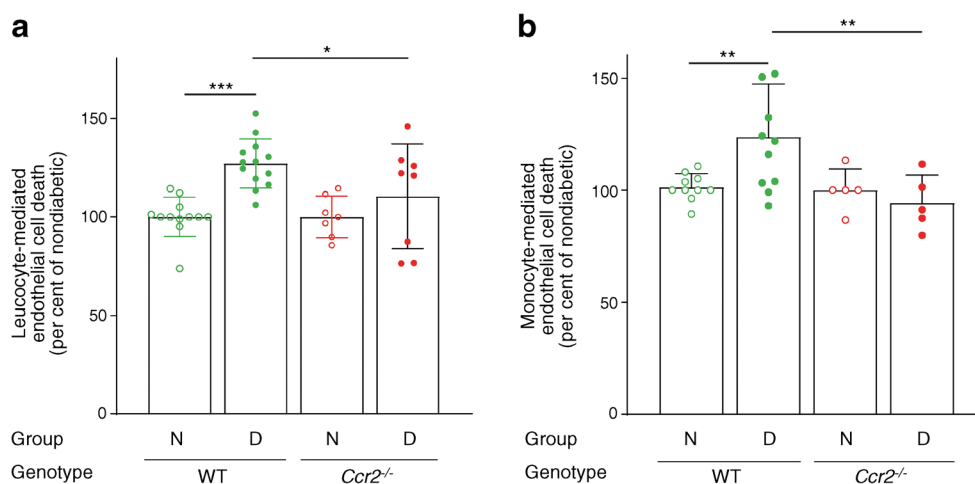 a
Leucocyte-mediated
endothelial cell death
(per cent of nondiabetic)
150
100
50
0
***
*
Group N D N D
Genotype WT Ccr2-/-
b
Monocyte-mediated
endothelial cell death
(per cent of nondiabetic)
150
100
50
0
**
**
Group N D N D
Genotype WT Ccr2-/-